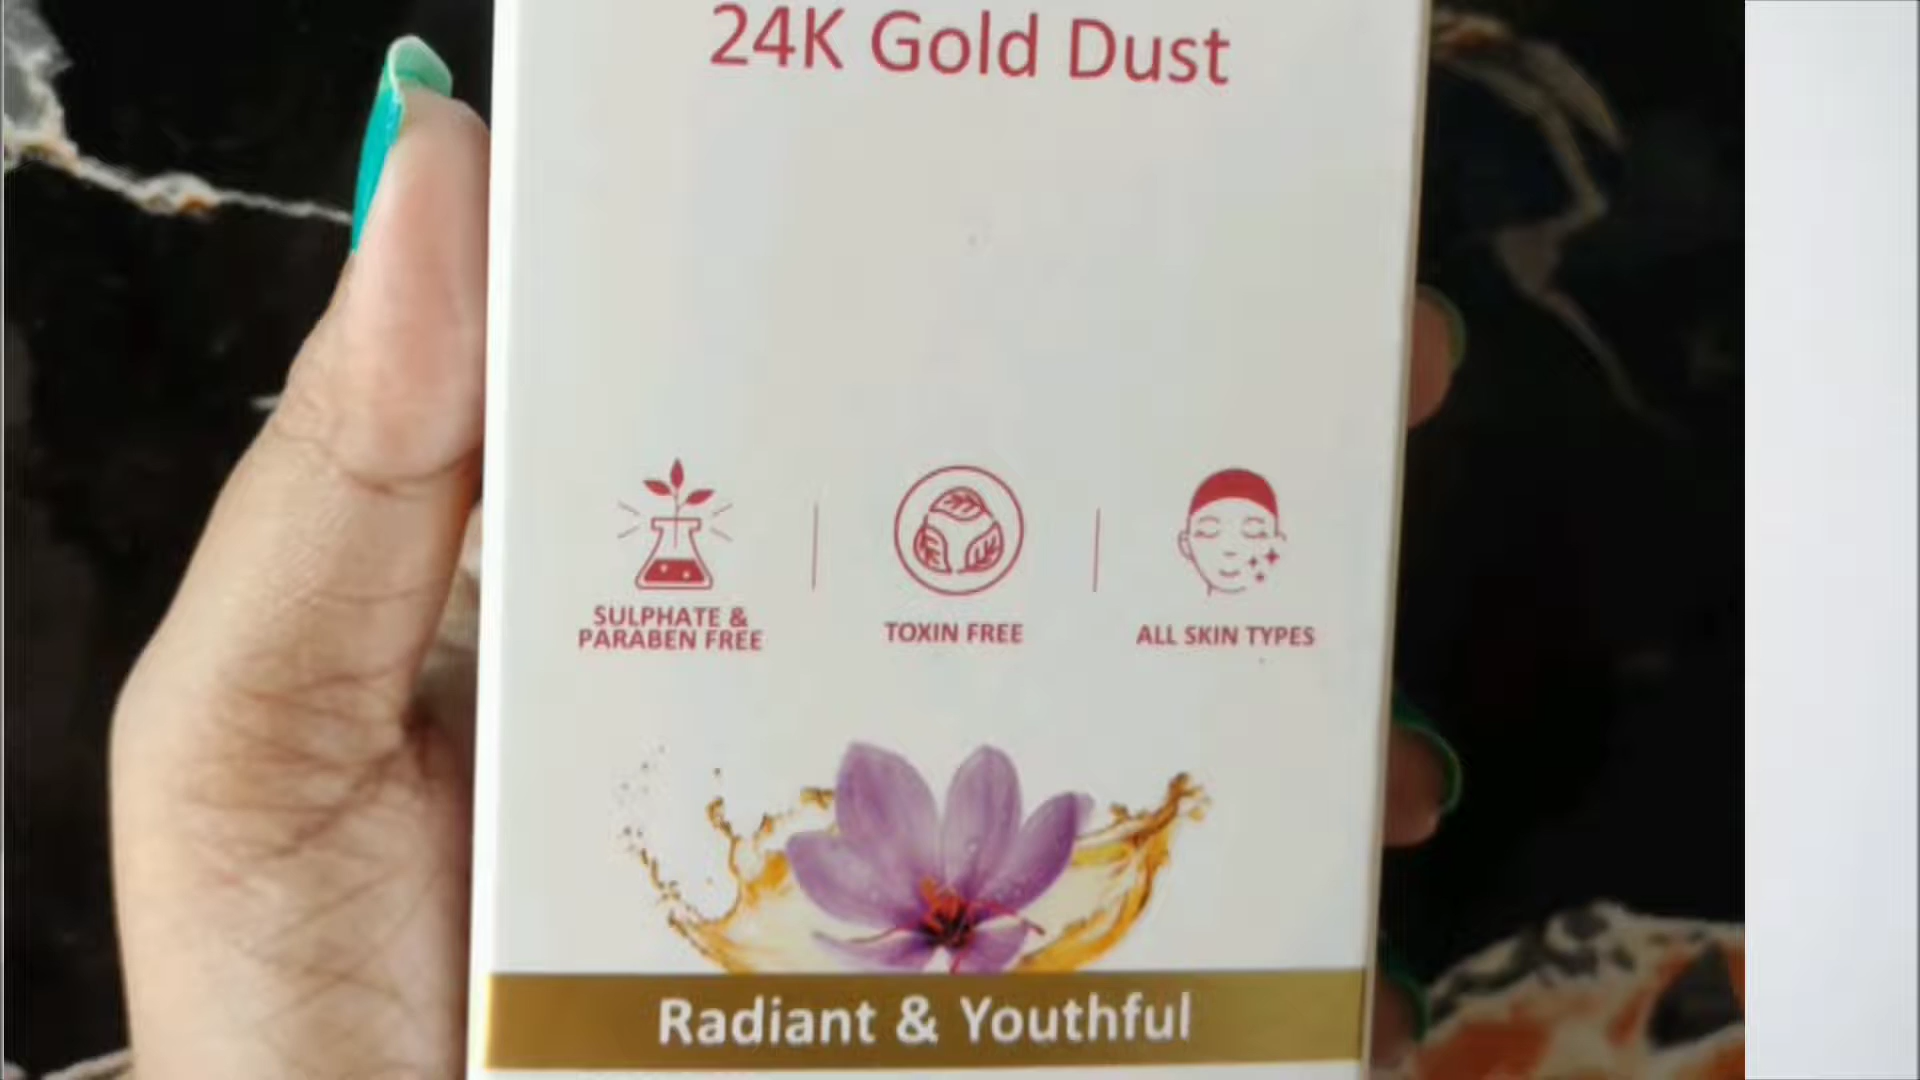 24K Gold Dust
SULPHATE &
PARABEN FREE
TOXIN FREE
ALL SKIN TYPES
Radiant & Youthful